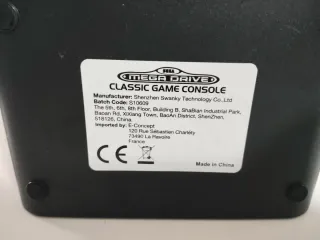 SEGA
MEGA DRIVE
CLASSIC GAME CONSOLE
Manufacturer: Shenzhen Swanky Technology Co.,Ltd
Batch Code: S10609
The 5th, 6th, 8th Floor, Building B, ShaBian Industrial Park,
Baoan Rd, XiXiang Town, BaoAn District, ShenZhen,
518126, China.
Imported by: E-Concept
120 Rue Sébastien Charléty
73490 La Ravoire
France
CE
Made in China